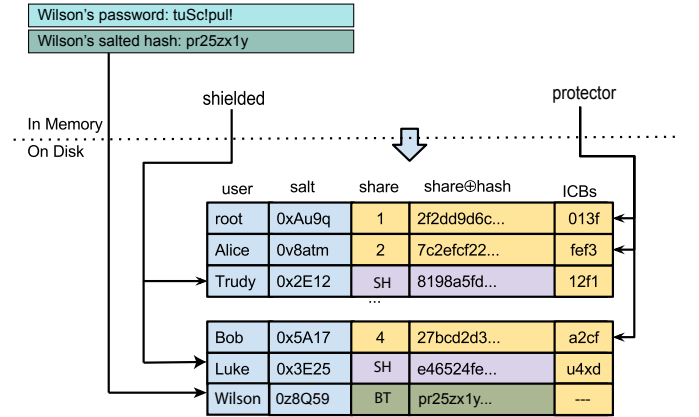 Wilson's password: tuSc!pul!
Wilson's salted hash: pr25zx1y
shielded
protector
In Memory
On Disk
user salt share share⊕hash ICBs
root 0xAu9q 1 2f2dd9d6c... 013f
Alice 0v8atm 2 7c2efcf22... fef3
Trudy 0x2E12 SH 8198a5fd... 12f1
...
Bob 0x5A17 4 27bcd2d3... a2cf
Luke 0x3E25 SH e46524fe... u4xd
Wilson 0z8Q59 BT pr25zx1y... ---